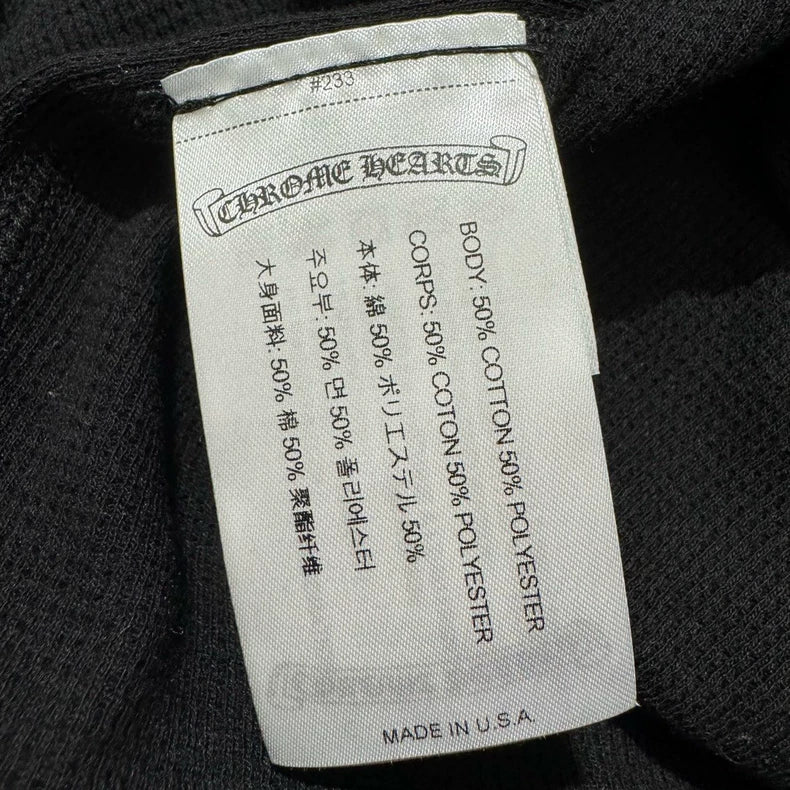 #233
CHROME HEARTS
BODY: 50% COTTON 50% POLYESTER
CORPS: 50% COTON 50% POLYESTER
本体: 綿 50% ポリエステル 50%
주요부: 50% 면 50% 폴리에스터
大身面料: 50% 棉 50% 聚酯纤维
MADE IN U.S.A.